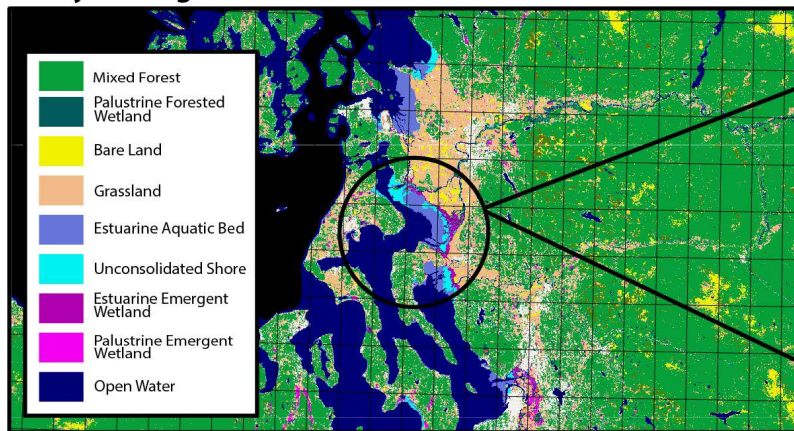 Mixed Forest
Palustrine Forested
Wetland
Bare Land
Grassland
Estuarine Aquatic Bed
Unconsolidated Shore
Estuarine Emergent
Wetland
Palustrine Emergent
Wetland
Open Water